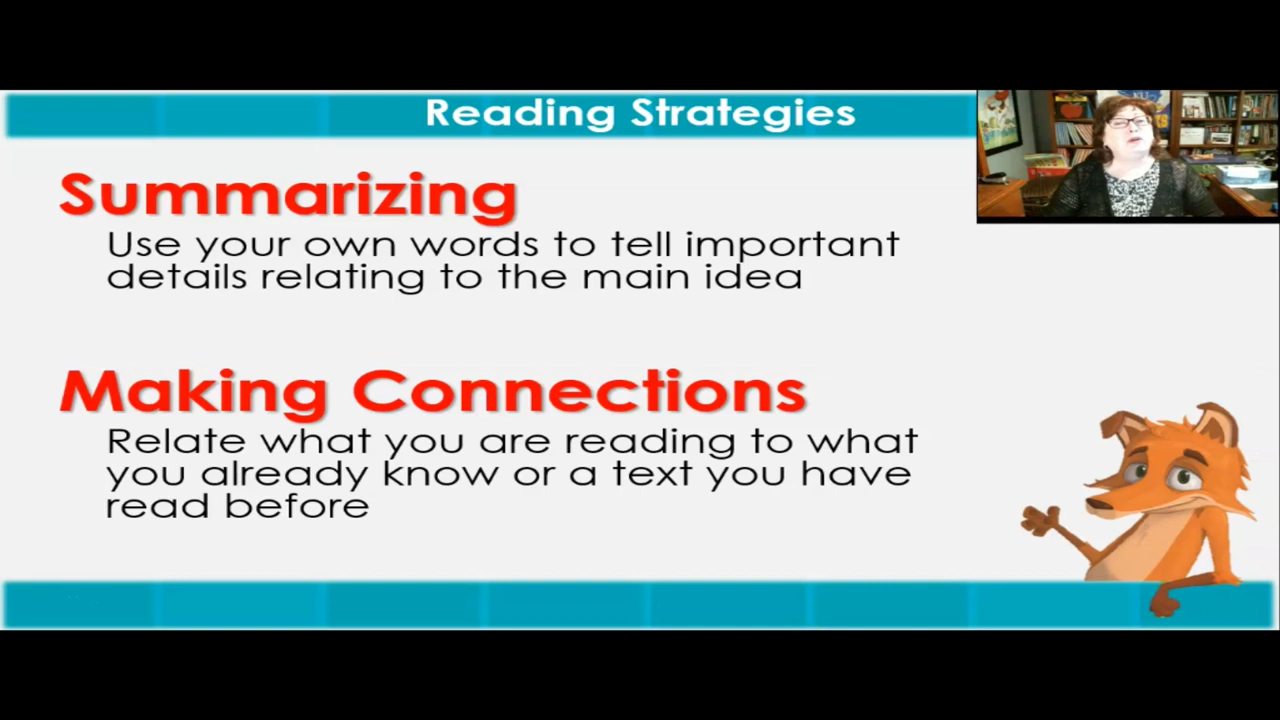 Reading Strategies
Summarizing
Use your own words to tell important
details relating to the main idea
Making Connections
Relate what you are reading to what
you already know or a text you have
read before
KU